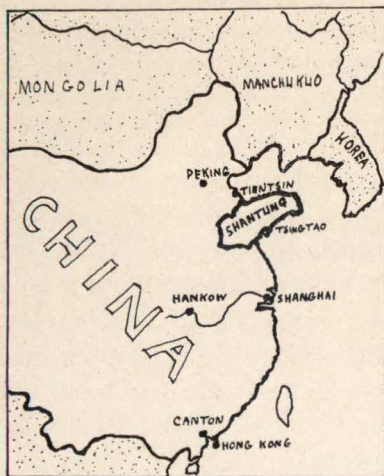 MONGOLIA
MANCHUKUO
KOREA
PEKING
TIENTSIN
SHANTUNG
TSINGTAO
CHINA
HANKOW
SHANGHAI
CANTON
HONG KONG